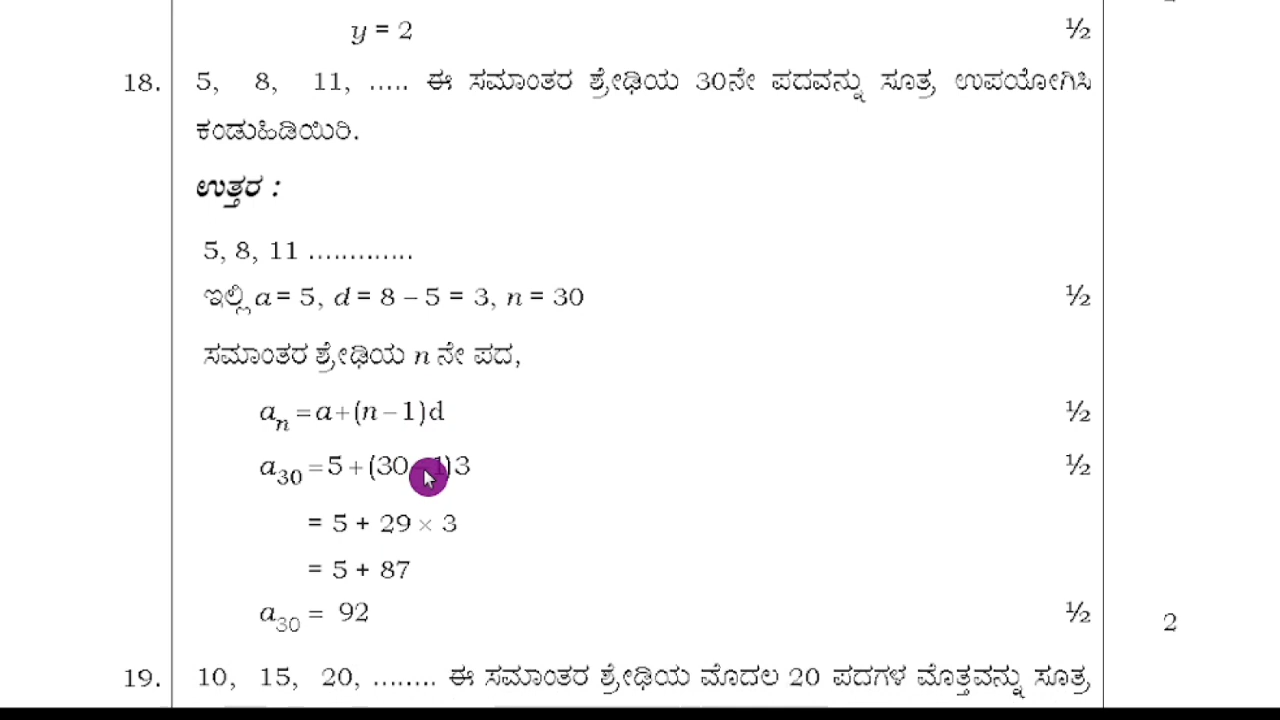 y = 2 ½
18. 5, 8, 11, ..... ಈ ಸಮಾಂತರ ಶ್ರೇಢಿಯ 30ನೇ ಪದವನ್ನು ಸೂತ್ರ ಉಪಯೋಗಿಸಿ
ಕಂಡುಹಿಡಿಯಿರಿ.
ಉತ್ತರ :
5, 8, 11 .............
ಇಲ್ಲಿ a = 5, d = 8 – 5 = 3, n = 30 ½
ಸಮಾಂತರ ಶ್ರೇಢಿಯ n ನೇ ಪದ,
aₙ = a + (n – 1)d ½
a₃₀ = 5 + (30 – 1)3 ½
= 5 + 29 × 3
= 5 + 87
a₃₀ = 92 ½ 2
19. 10, 15, 20, ........ ಈ ಸಮಾಂತರ ಶ್ರೇಢಿಯ ಮೊದಲ 20 ಪದಗಳ ಮೊತ್ತವನ್ನು ಸೂತ್ರ